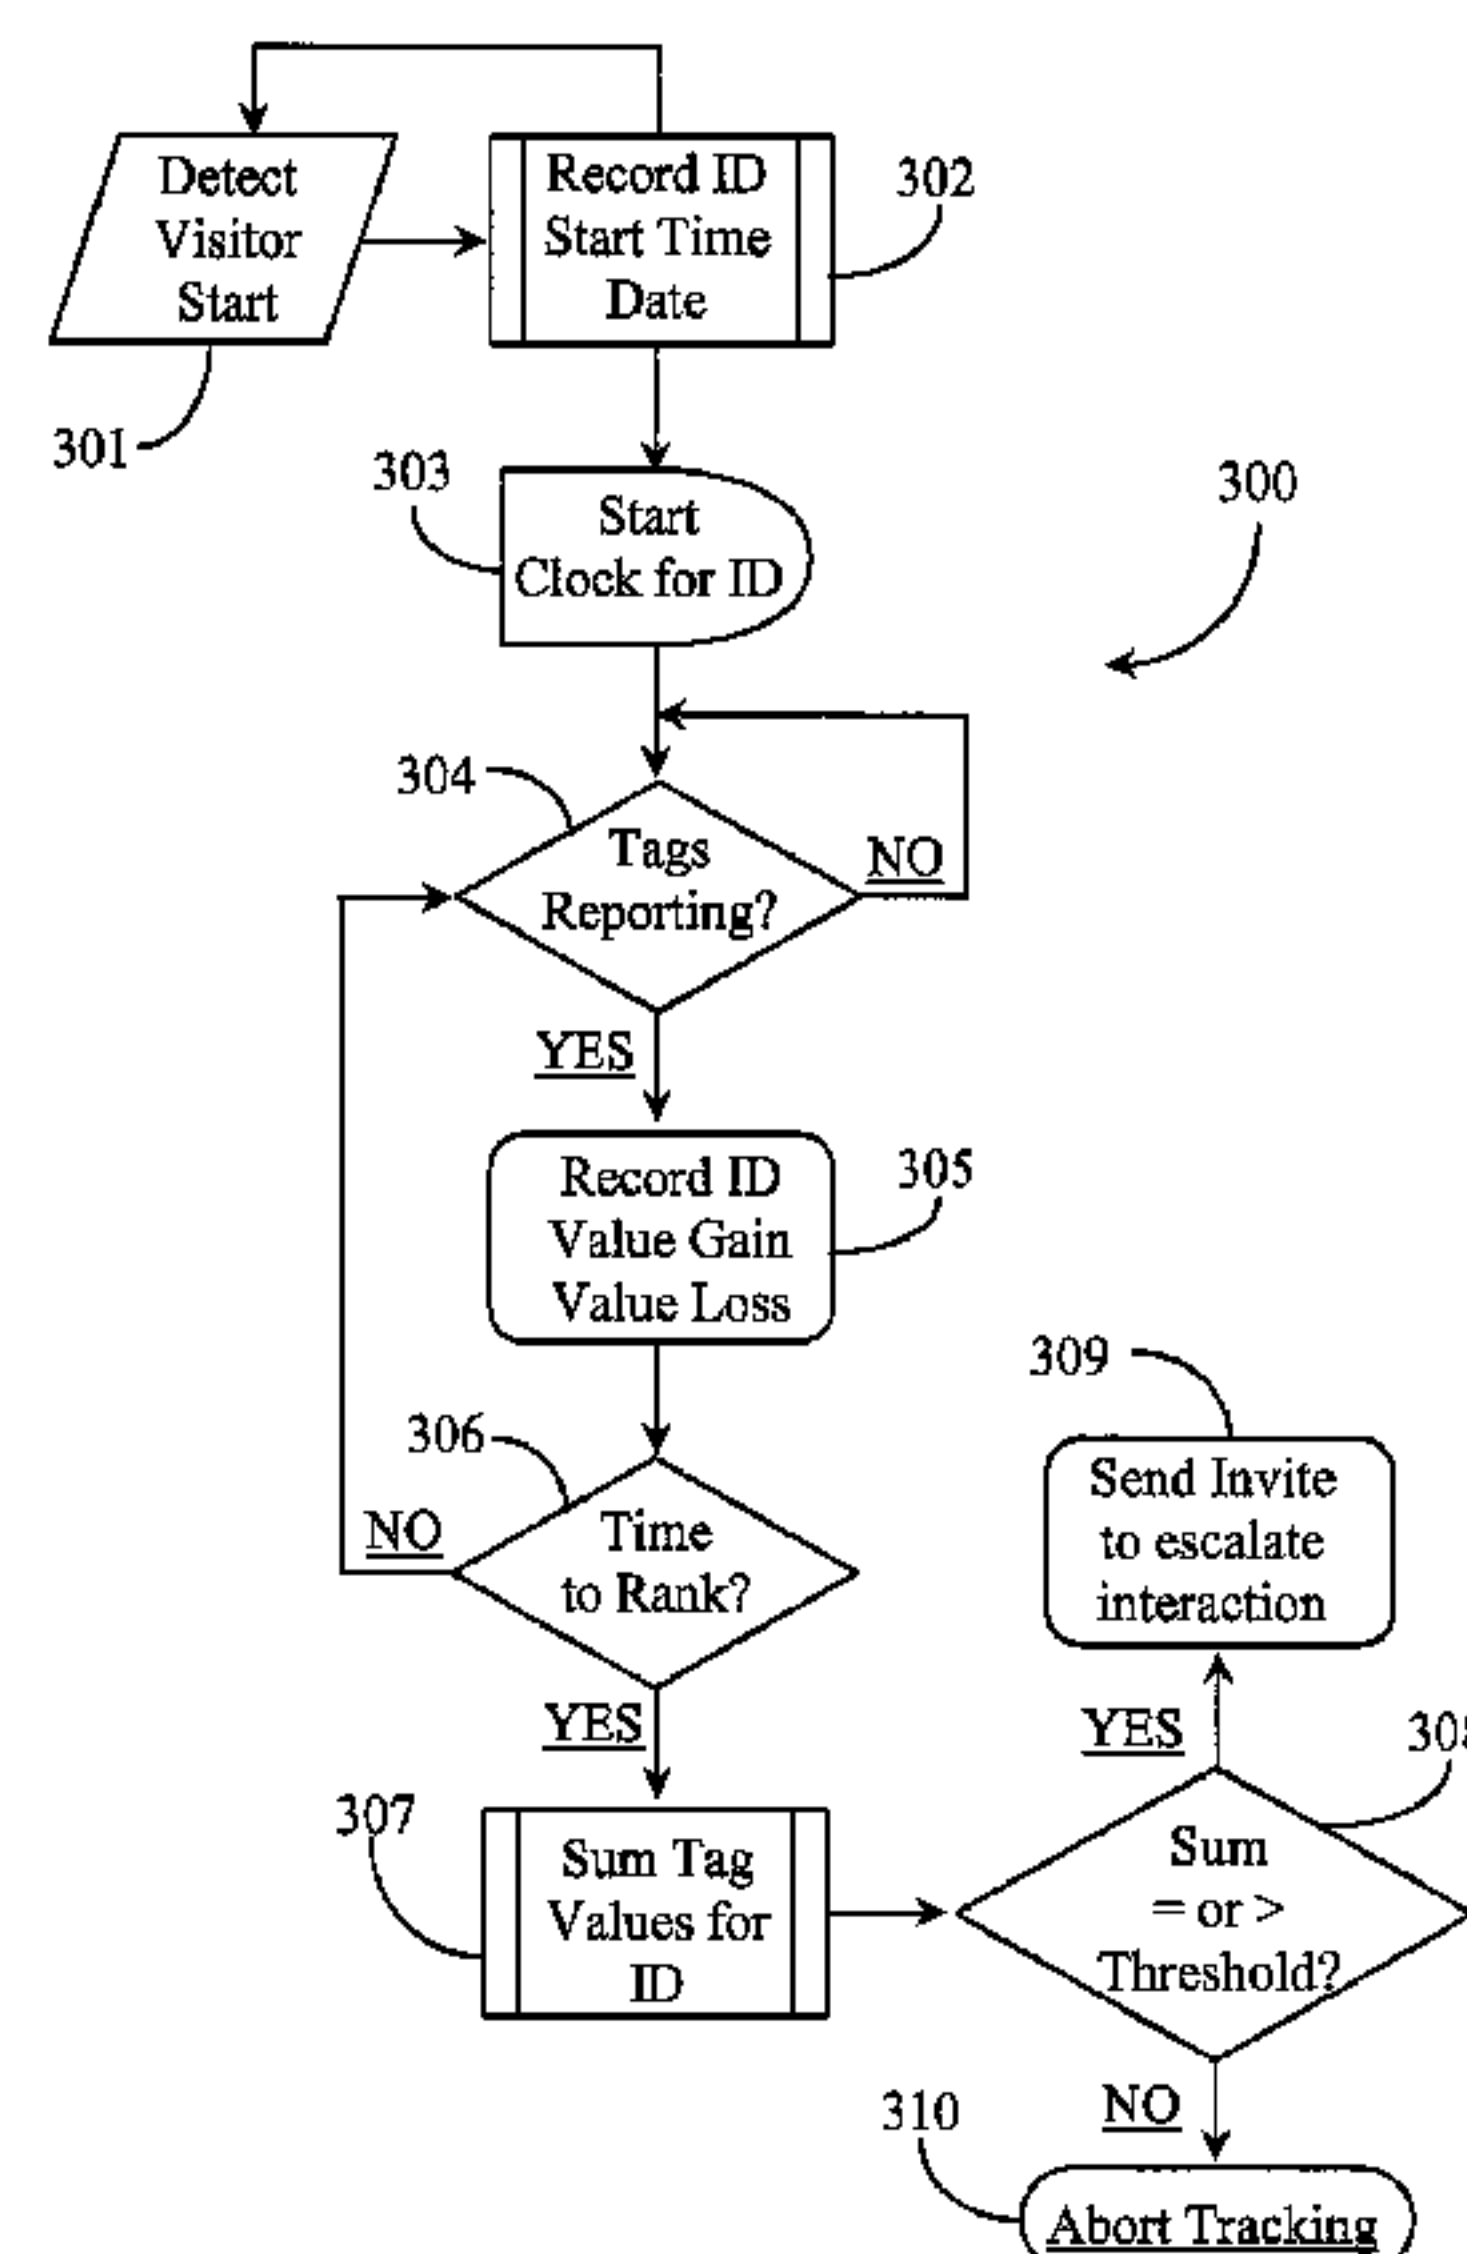 Detect
Visitor
Start
301
Record ID
Start Time
Date
302
303
Start
Clock for ID
300
304
Tags
Reporting?
NO
YES
Record ID
Value Gain
Value Loss
305
306
Time
to Rank?
NO
YES
307
Sum Tag
Values for
ID
309
Send Invite
to escalate
interaction
YES
308
Sum
= or >
Threshold?
NO
310
Abort Tracking